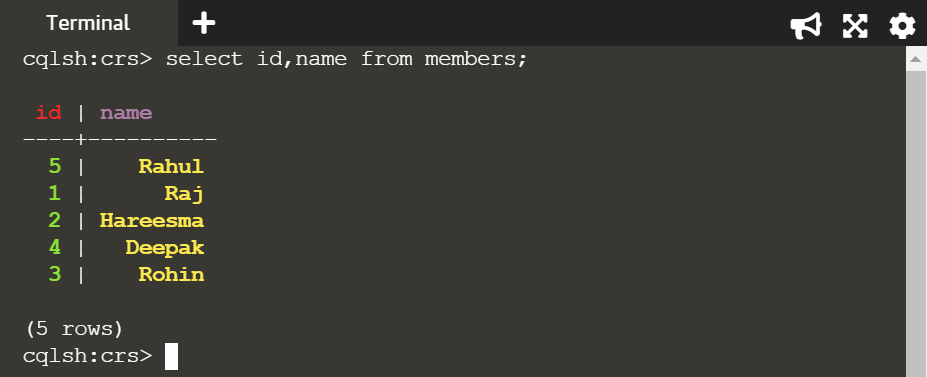 Terminal
cqlsh:crs> select id,name from members;
id | name
----+----------
5 | Rahul
1 | Raj
2 | Hareesma
4 | Deepak
3 | Rohin
(5 rows)
cqlsh:crs>